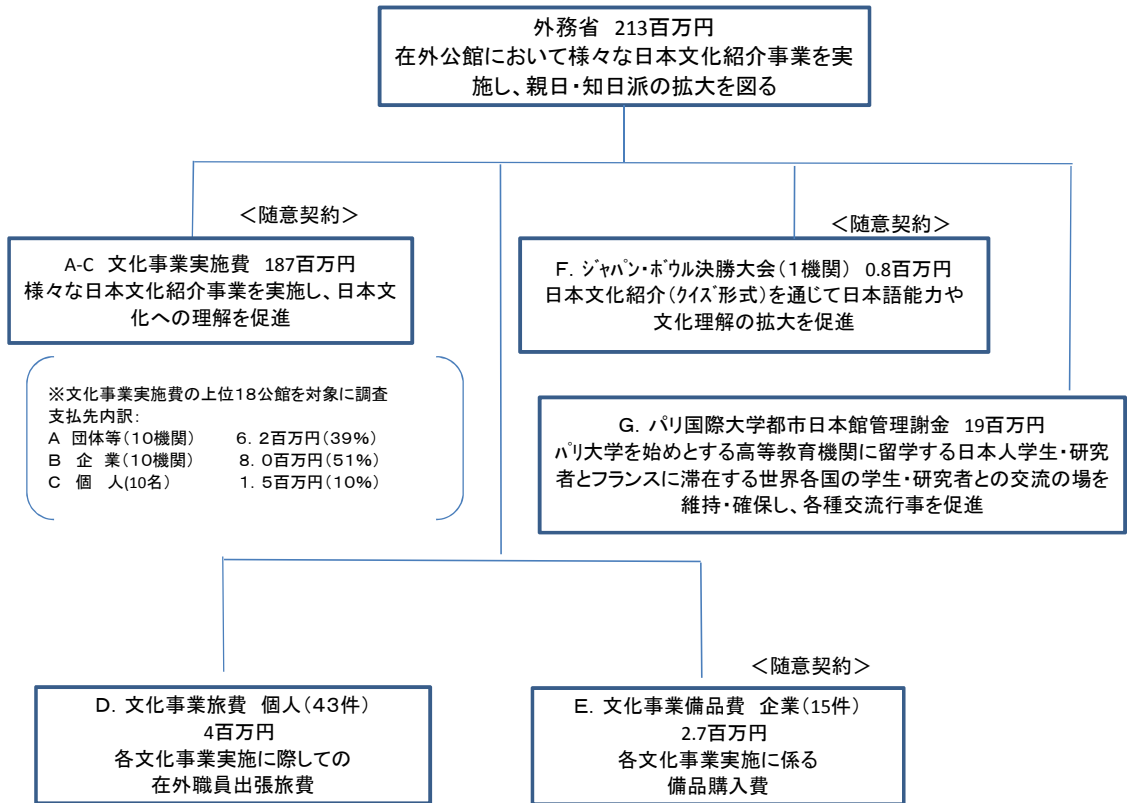 外務省 213百万円
在外公館において様々な日本文化紹介事業を実
施し、親日・知日派の拡大を図る
＜随意契約＞
A-C 文化事業実施費 187百万円
様々な日本文化紹介事業を実施し、日本文
化への理解を促進
※文化事業実施費の上位１８公館を対象に調査
支払先内訳：
A 団体等（１０機関） ６．２百万円（39%）
B 企 業（１０機関） ８．０百万円（51%）
C 個 人(10名) １．５百万円（10%）
＜随意契約＞
F．ｼﾞｬﾊﾟﾝ・ﾎﾞｳﾙ決勝大会（１機関） 0.8百万円
日本文化紹介（ｸｲｽﾞ形式）を通じて日本語能力や
文化理解の拡大を促進
G．パリ国際大学都市日本館管理謝金 19百万円
ﾊﾟﾘ大学を始めとする高等教育機関に留学する日本人学生・研究
者とフランスに滞在する世界各国の学生・研究者との交流の場を
維持・確保し、各種交流行事を促進
D．文化事業旅費 個人（４３件）
4百万円
各文化事業実施に際しての
在外職員出張旅費
＜随意契約＞
E．文化事業備品費 企業（15件）
2.7百万円
各文化事業実施に係る
備品購入費